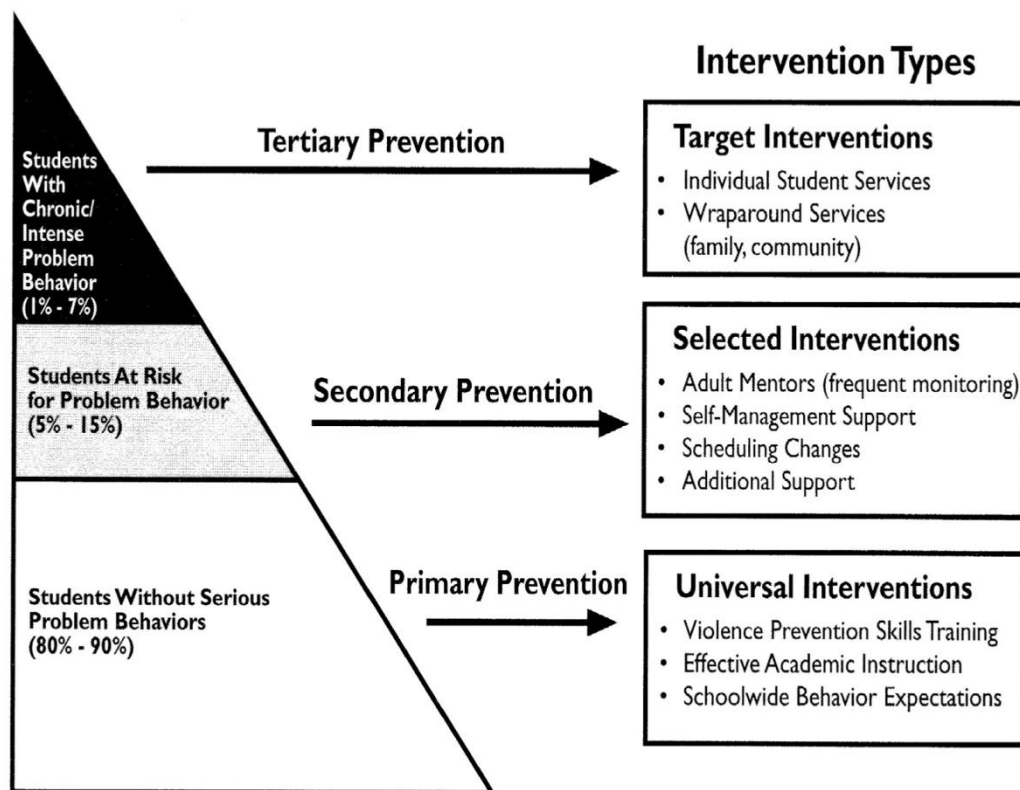 Intervention Types
Students
With
Chronic/
Intense
Problem
Behavior
(1% - 7%)
Tertiary Prevention
Target Interventions
• Individual Student Services
• Wraparound Services
(family, community)
Students At Risk
for Problem Behavior
(5% - 15%)
Secondary Prevention
Selected Interventions
• Adult Mentors (frequent monitoring)
• Self-Management Support
• Scheduling Changes
• Additional Support
Students Without Serious
Problem Behaviors
(80% - 90%)
Primary Prevention
Universal Interventions
• Violence Prevention Skills Training
• Effective Academic Instruction
• Schoolwide Behavior Expectations